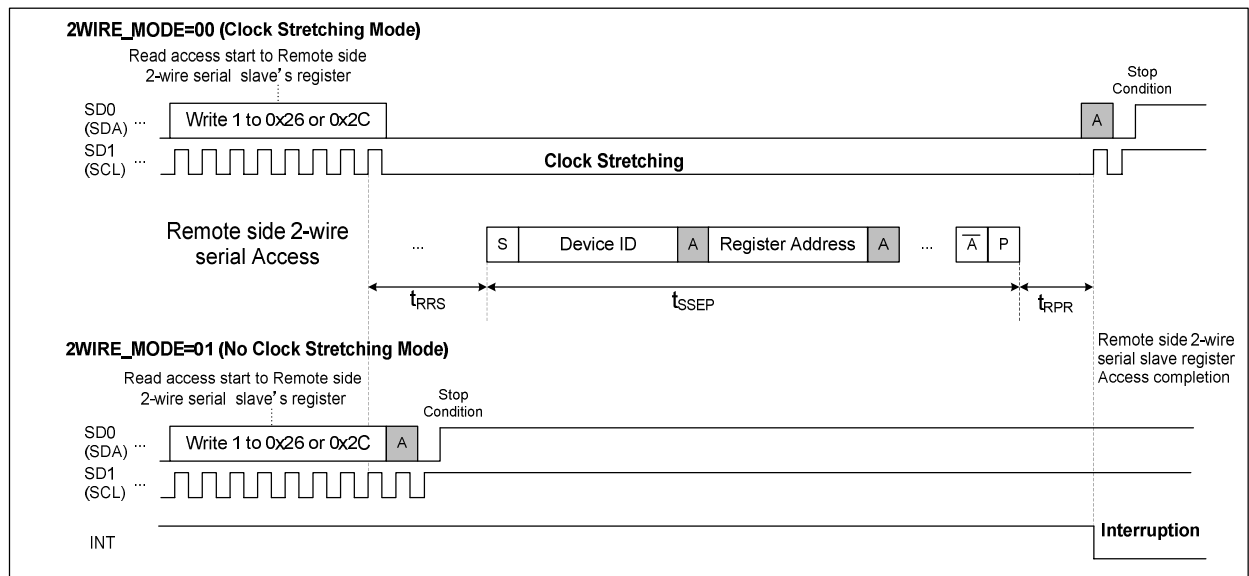 2WIRE_MODE=00 (Clock Stretching Mode)
Read access start to Remote side
2-wire serial slave's register
Stop
Condition
SD0
(SDA) ...
Write 1 to 0x26 or 0x2C
A
SD1
(SCL) ...
Clock Stretching
Remote side 2-wire
serial Access
...
S
Device ID
A
Register Address
A
...
A̅
P
tRRS
tSSEP
tRPR
2WIRE_MODE=01 (No Clock Stretching Mode)
Remote side 2-wire
serial slave register
Access completion
Read access start to Remote side
2-wire serial slave's register
Stop
Condition
SD0
(SDA) ...
Write 1 to 0x26 or 0x2C
A
SD1
(SCL) ...
INT
Interruption